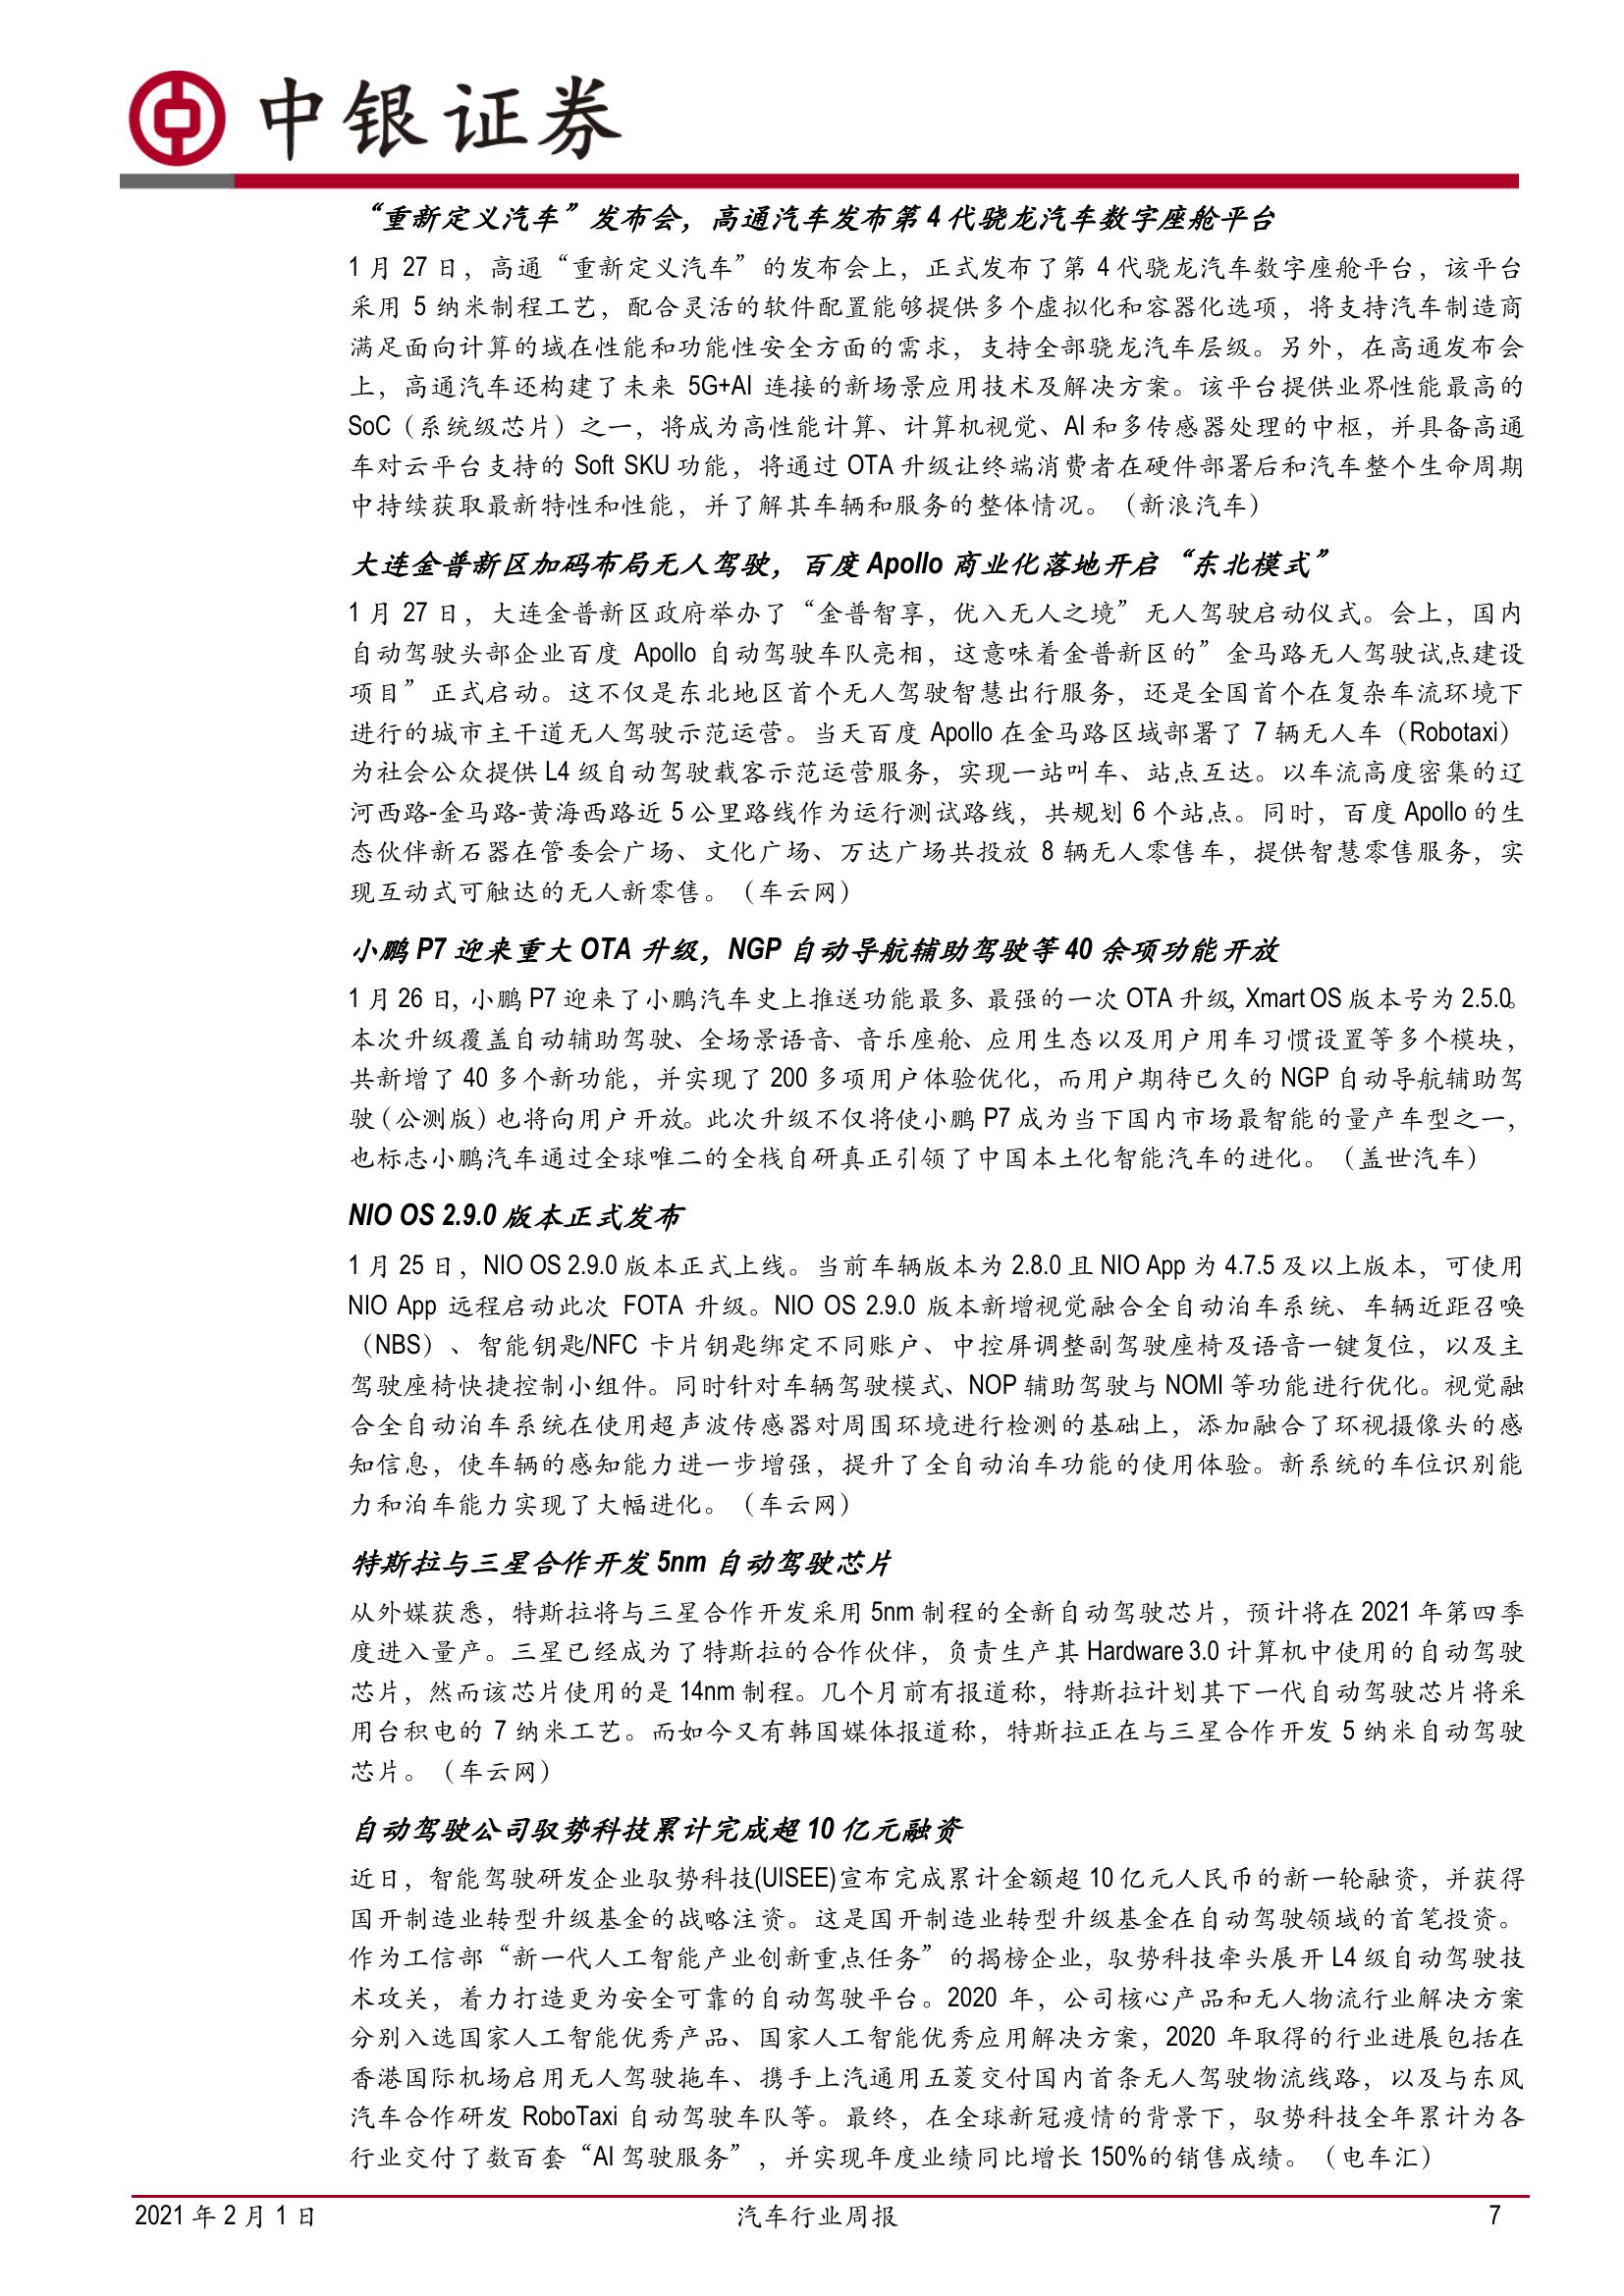 中银证券
“重新定义汽车”发布会，高通汽车发布第 4 代骁龙汽车数字座舱平台
1 月 27 日，高通“重新定义汽车”的发布会上，正式发布了第 4 代骁龙汽车数字座舱平台，该平台
采用 5 纳米制程工艺，配合灵活的软件配置能够提供多个虚拟化和容器化选项，将支持汽车制造商
满足面向计算的域在性能和功能性安全方面的需求，支持全部骁龙汽车层级。另外，在高通发布会
上，高通汽车还构建了未来 5G+AI 连接的新场景应用技术及解决方案。该平台提供业界性能最高的
SoC（系统级芯片）之一，将成为高性能计算、计算机视觉、AI 和多传感器处理的中枢，并具备高通
车对云平台支持的 Soft SKU 功能，将通过 OTA 升级让终端消费者在硬件部署后和汽车整个生命周期
中持续获取最新特性和性能，并了解其车辆和服务的整体情况。（新浪汽车）
大连金普新区加码布局无人驾驶，百度 Apollo 商业化落地开启“东北模式”
1 月 27 日，大连金普新区政府举办了“金普智享，优入无人之境”无人驾驶启动仪式。会上，国内
自动驾驶头部企业百度 Apollo 自动驾驶车队亮相，这意味着金普新区的”金马路无人驾驶试点建设
项目”正式启动。这不仅是东北地区首个无人驾驶智慧出行服务，还是全国首个在复杂车流环境下
进行的城市主干道无人驾驶示范运营。当天百度 Apollo 在金马路区域部署了 7 辆无人车（Robotaxi）
为社会公众提供 L4 级自动驾驶载客示范运营服务，实现一站叫车、站点互达。以车流高度密集的辽
河西路-金马路-黄海西路近 5 公里路线作为运行测试路线，共规划 6 个站点。同时，百度 Apollo 的生
态伙伴新石器在管委会广场、文化广场、万达广场共投放 8 辆无人零售车，提供智慧零售服务，实
现互动式可触达的无人新零售。（车云网）
小鹏 P7 迎来重大 OTA 升级，NGP 自动导航辅助驾驶等 40 余项功能开放
1 月 26 日，小鹏 P7 迎来了小鹏汽车史上推送功能最多、最强的一次 OTA 升级，Xmart OS 版本号为 2.5.0。
本次升级覆盖自动辅助驾驶、全场景语音、音乐座舱、应用生态以及用户用车习惯设置等多个模块，
共新增了 40 多个新功能，并实现了 200 多项用户体验优化，而用户期待已久的 NGP 自动导航辅助驾
驶（公测版）也将向用户开放。此次升级不仅将使小鹏 P7 成为当下国内市场最智能的量产车型之一，
也标志小鹏汽车通过全球唯二的全栈自研真正引领了中国本土化智能汽车的进化。（盖世汽车）
NIO OS 2.9.0 版本正式发布
1 月 25 日，NIO OS 2.9.0 版本正式上线。当前车辆版本为 2.8.0 且 NIO App 为 4.7.5 及以上版本，可使用
NIO App 远程启动此次 FOTA 升级。NIO OS 2.9.0 版本新增视觉融合全自动泊车系统、车辆近距召唤
（NBS）、智能钥匙/NFC 卡片钥匙绑定不同账户、中控屏调整副驾驶座椅及语音一键复位，以及主
驾驶座椅快捷控制小组件。同时针对车辆驾驶模式、NOP 辅助驾驶与 NOMI 等功能进行优化。视觉融
合全自动泊车系统在使用超声波传感器对周围环境进行检测的基础上，添加融合了环视摄像头的感
知信息，使车辆的感知能力进一步增强，提升了全自动泊车功能的使用体验。新系统的车位识别能
力和泊车能力实现了大幅进化。（车云网）
特斯拉与三星合作开发 5nm 自动驾驶芯片
从外媒获悉，特斯拉将与三星合作开发采用 5nm 制程的全新自动驾驶芯片，预计将在 2021 年第四季
度进入量产。三星已经成为了特斯拉的合作伙伴，负责生产其 Hardware 3.0 计算机中使用的自动驾驶
芯片，然而该芯片使用的是 14nm 制程。几个月前有报道称，特斯拉计划其下一代自动驾驶芯片将采
用台积电的 7 纳米工艺。而如今又有韩国媒体报道称，特斯拉正在与三星合作开发 5 纳米自动驾驶
芯片。（车云网）
自动驾驶公司驭势科技累计完成超 10 亿元融资
近日，智能驾驶研发企业驭势科技(UISEE)宣布完成累计金额超 10 亿元人民币的新一轮融资，并获得
国开制造业转型升级基金的战略注资。这是国开制造业转型升级基金在自动驾驶领域的首笔投资。
作为工信部“新一代人工智能产业创新重点任务”的揭榜企业，驭势科技牵头展开 L4 级自动驾驶技
术攻关，着力打造更为安全可靠的自动驾驶平台。2020 年，公司核心产品和无人物流行业解决方案
分别入选国家人工智能优秀产品、国家人工智能优秀应用解决方案，2020 年取得的行业进展包括在
香港国际机场启用无人驾驶拖车、携手上汽通用五菱交付国内首条无人驾驶物流线路，以及与东风
汽车合作研发 RoboTaxi 自动驾驶车队等。最终，在全球新冠疫情的背景下，驭势科技全年累计为各
行业交付了数百套“AI 驾驶服务”，并实现年度业绩同比增长 150%的销售成绩。（电车汇）
2021 年 2 月 1 日 汽车行业周报 7